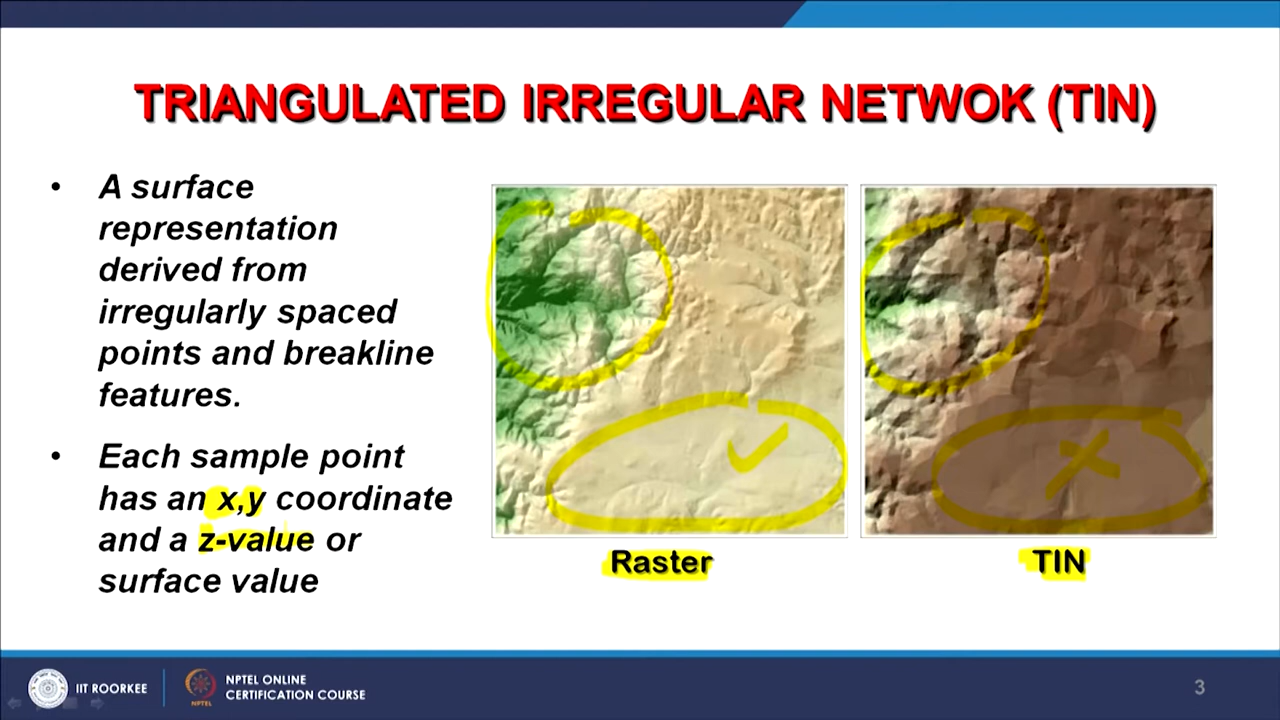 TRIANGULATED IRREGULAR NETWOK (TIN)
• A surface
representation
derived from
irregularly spaced
points and breakline
features.
• Each sample point
has an x,y coordinate
and a z-value or
surface value
Raster
TIN
IIT ROORKEE
NPTEL
NPTEL ONLINE
CERTIFICATION COURSE
3